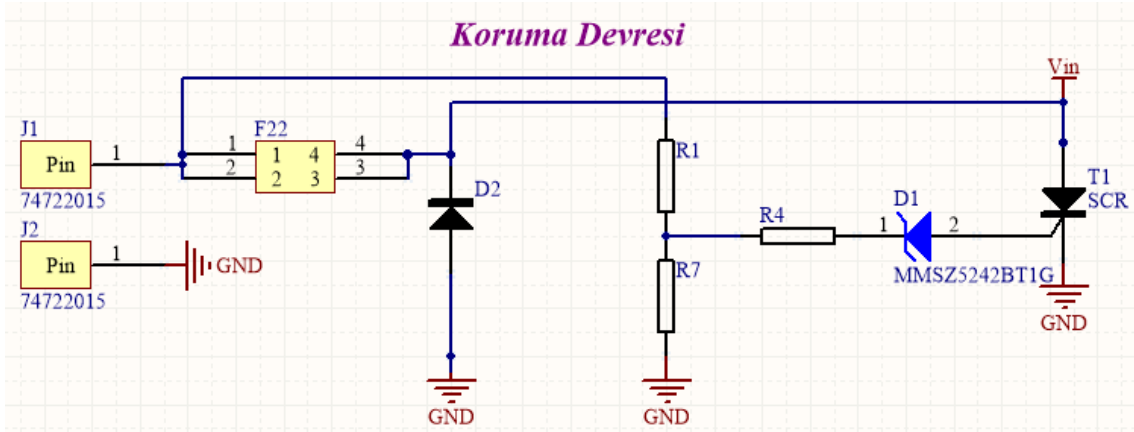 Koruma Devresi
Vin
J1
Pin
1
74722015
J2
Pin
1
74722015
GND
F22
1
2
1 4
2 3
4
3
D2
GND
R1
R7
GND
R4
D1
1
2
MMSZ5242BT1G
T1
SCR
GND